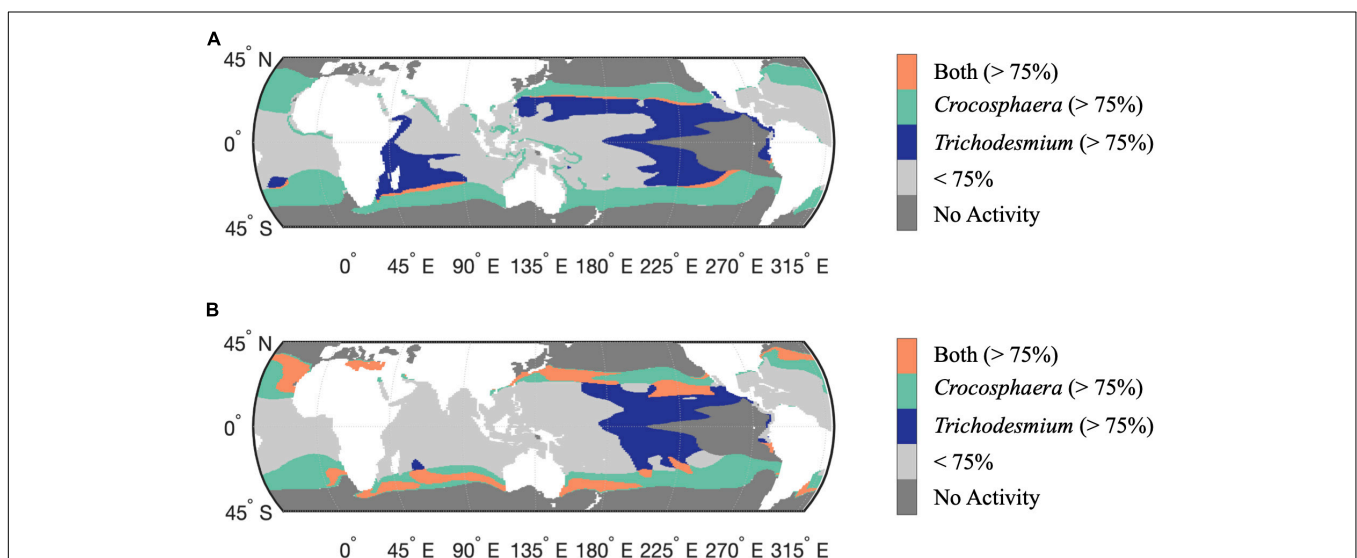 A
45° N
0°
45° S
0° 45° E 90° E 135° E 180° E 225° E 270° E 315° E
Both (> 75%)
Crocosphaera (> 75%)
Trichodesmium (> 75%)
< 75%
No Activity
B
45° N
0°
45° S
0° 45° E 90° E 135° E 180° E 225° E 270° E 315° E
Both (> 75%)
Crocosphaera (> 75%)
Trichodesmium (> 75%)
< 75%
No Activity